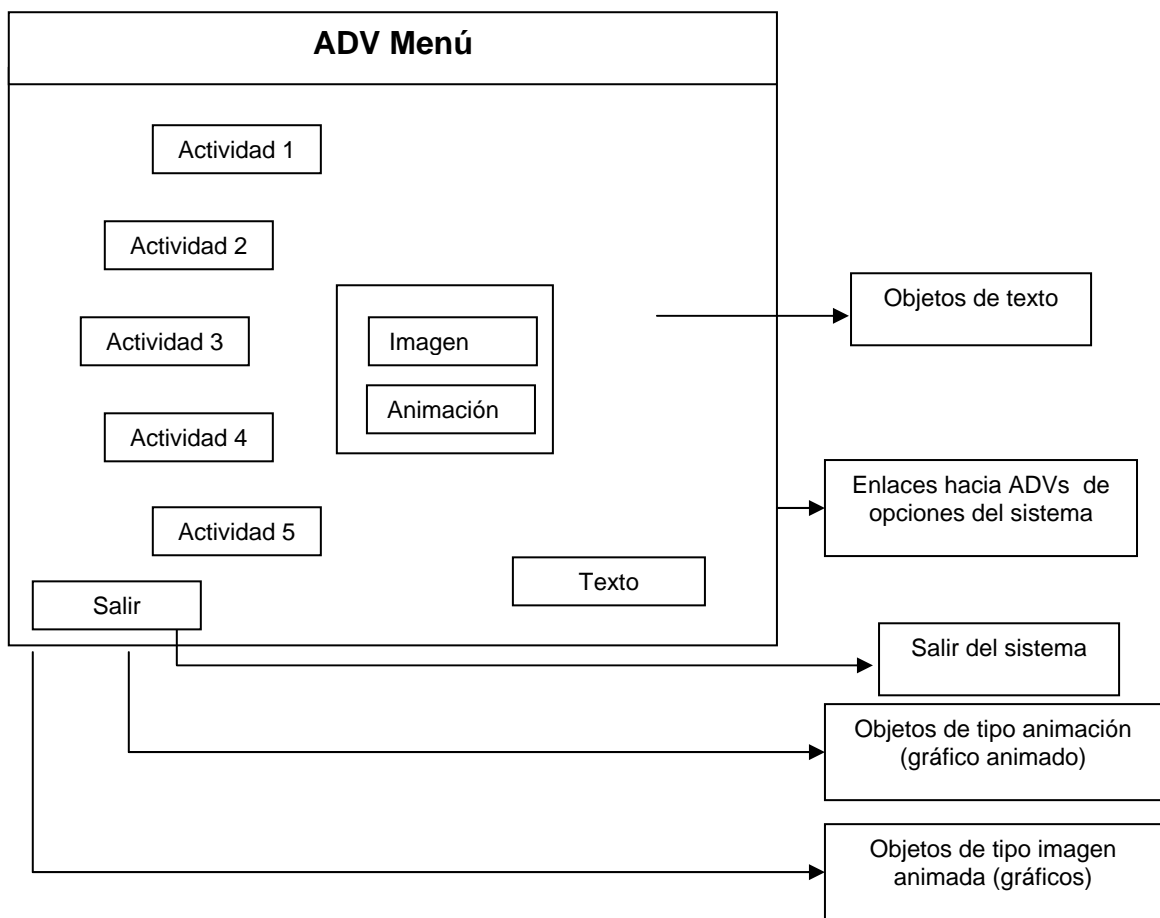 ADV Menú
Actividad 1
Actividad 2
Actividad 3
Imagen
Animación
Actividad 4
Actividad 5
Texto
Salir
Objetos de texto
Enlaces hacia ADVs de
opciones del sistema
Salir del sistema
Objetos de tipo animación
(gráfico animado)
Objetos de tipo imagen
animada (gráficos)